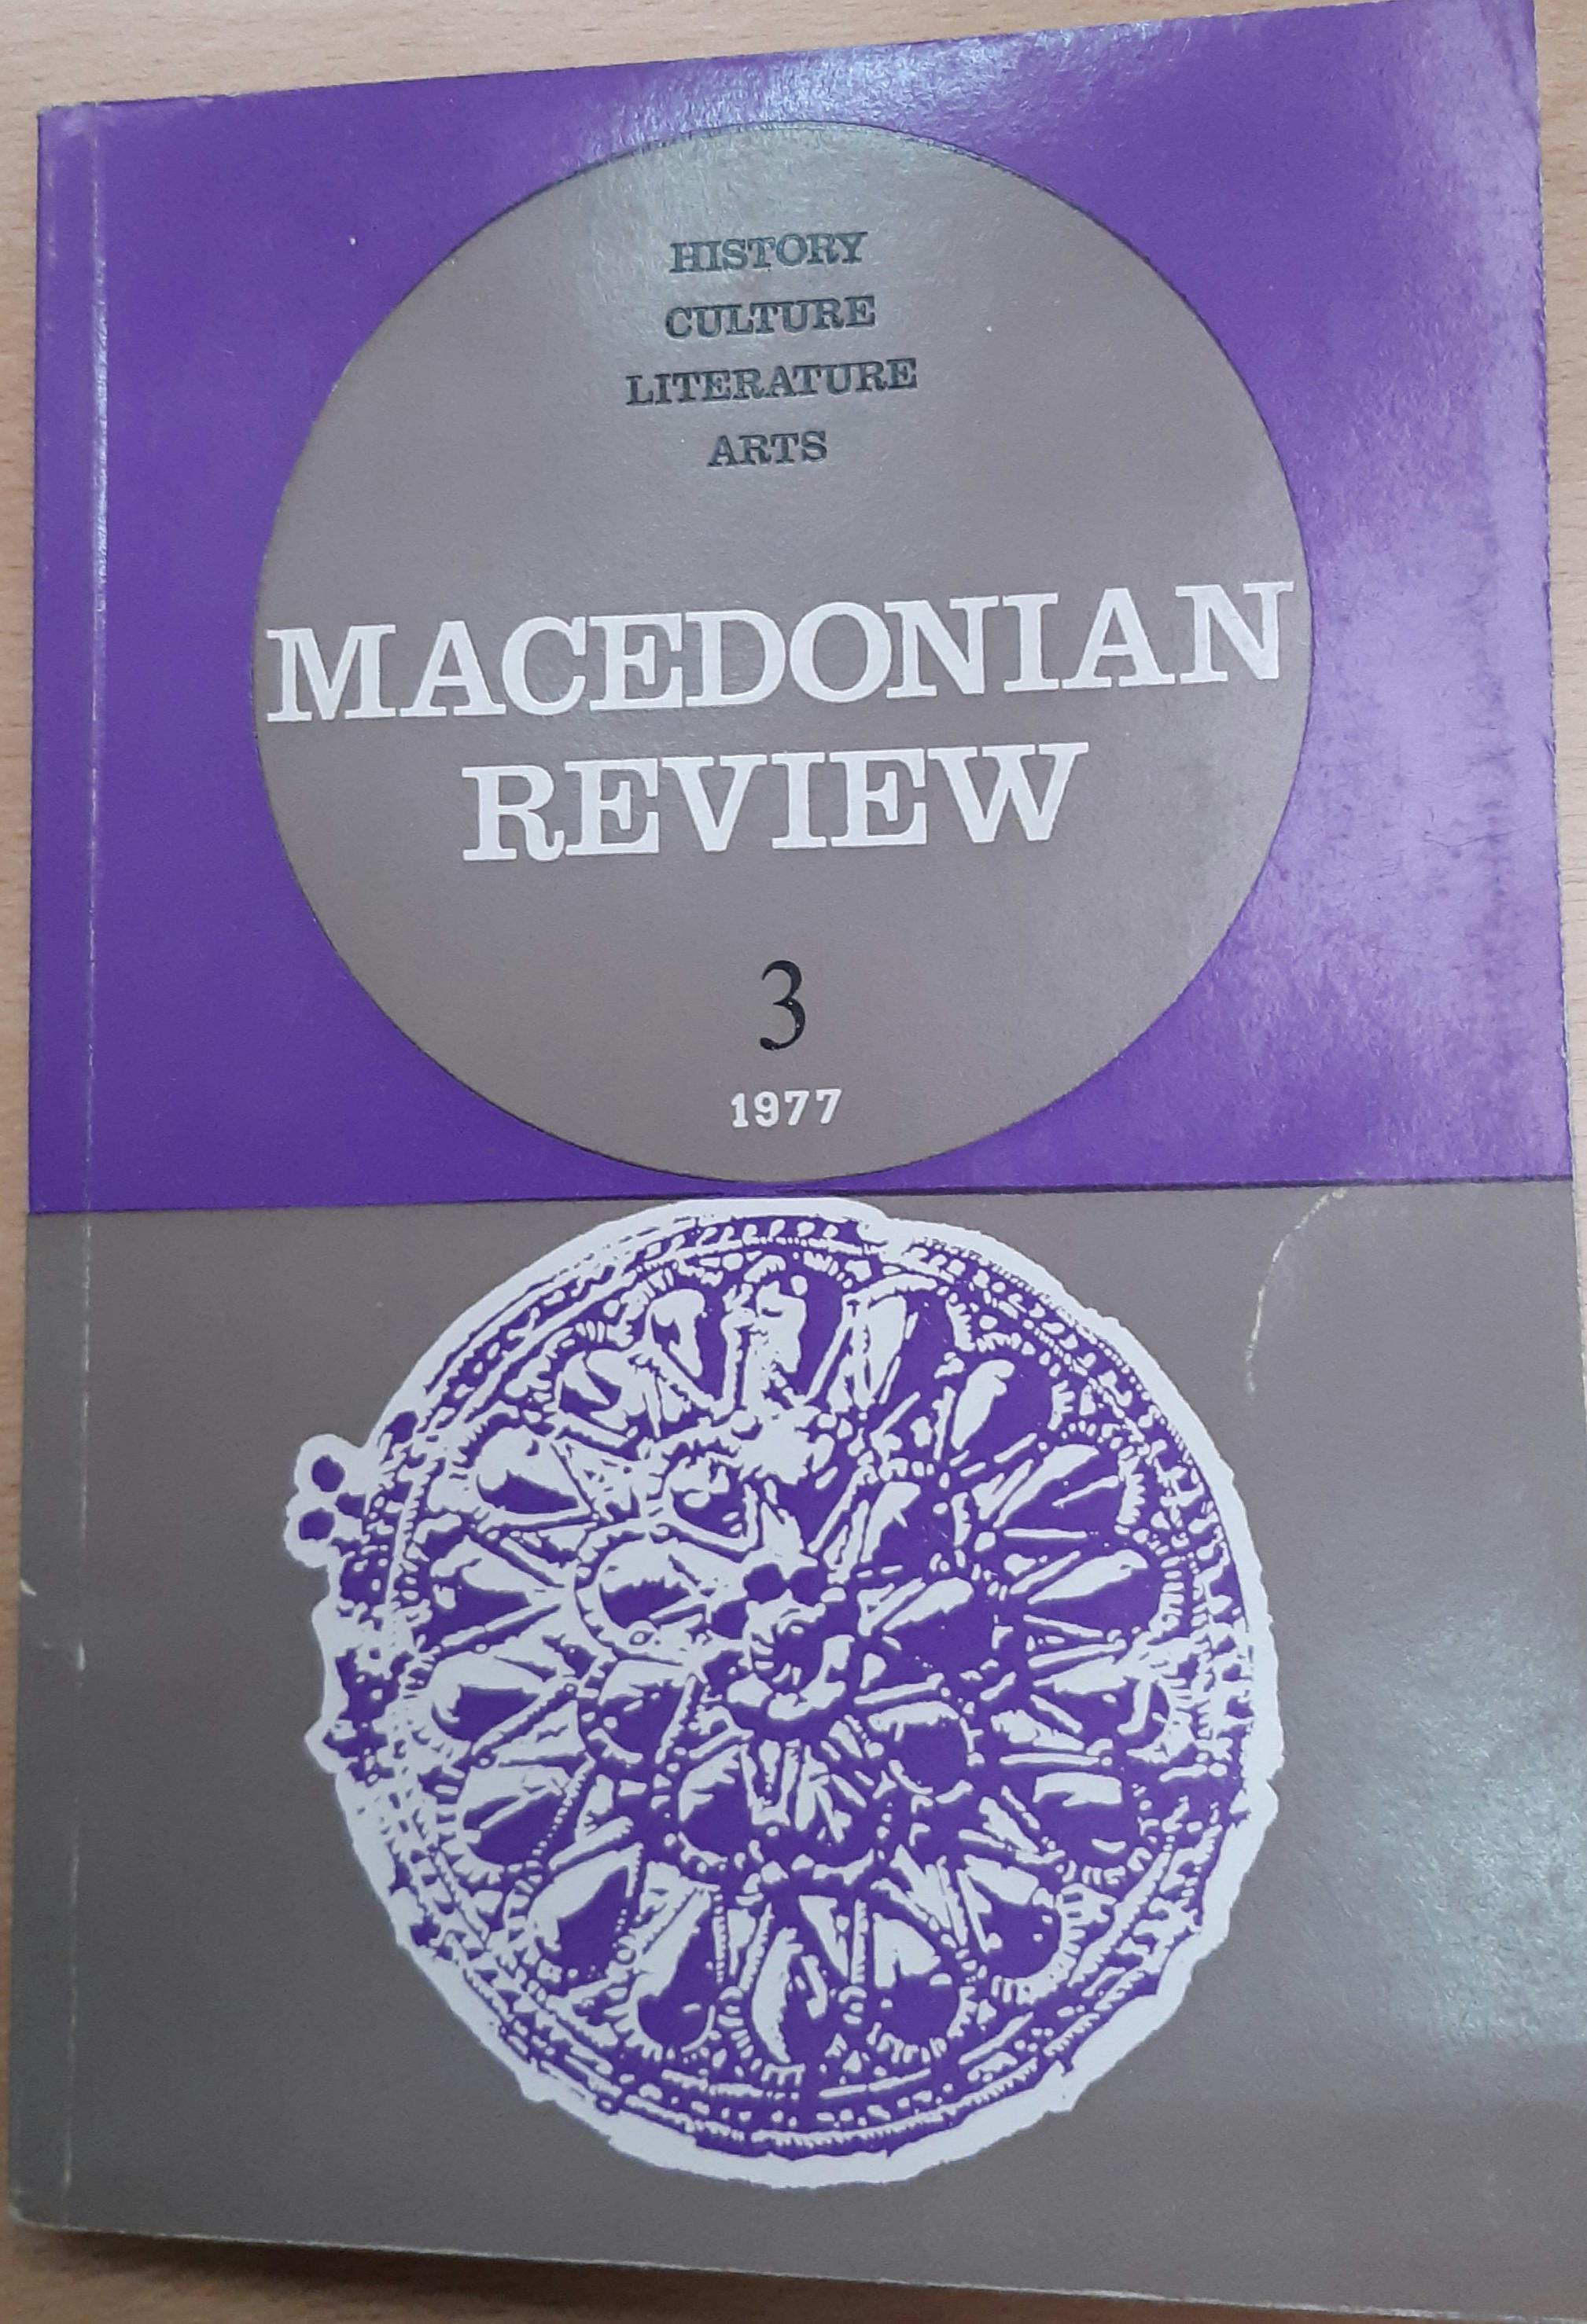 HISTORY
CULTURE
LITERATURE
ARTS
MACEDONIAN
REVIEW
3
1977